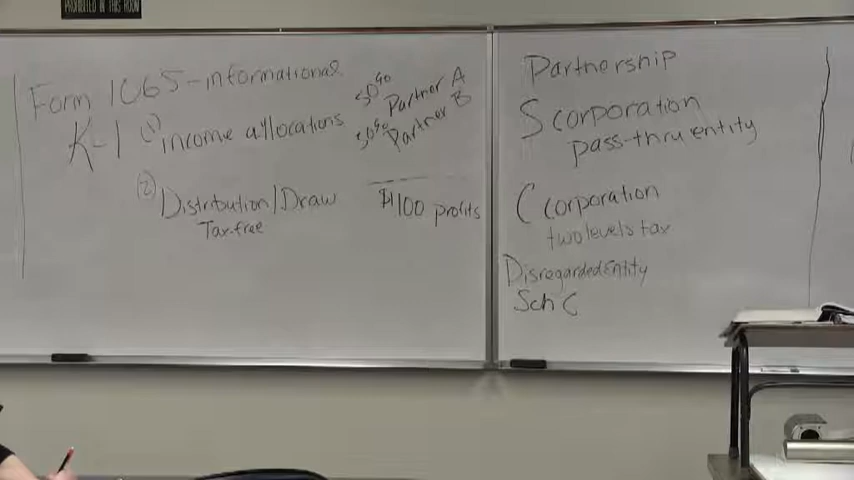 PROHIBITED IN THIS ROOM
Form 1065-informational
K-1 (1) income allocations
50% Partner A
50% Partner B
(2) Distribution/Draw
Tax-free
$100 profits
Partnership
S corporation
pass-thru entity
C corporation
two levels tax
Disregarded Entity
Sch C